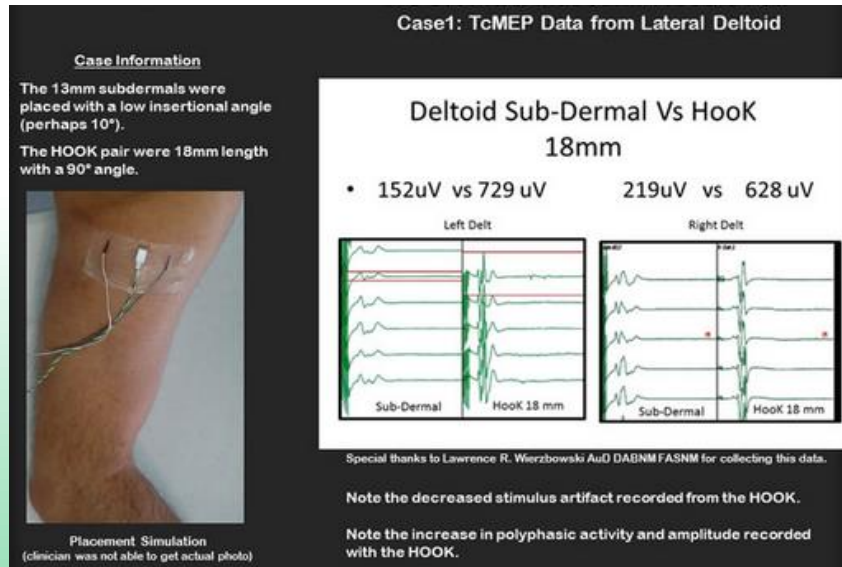 Case1: TcMEP Data from Lateral Deltoid
Case Information
The 13mm subdermals were
placed with a low insertional angle
(perhaps 10°).
The HOOK pair were 18mm length
with a 90° angle.
Placement Simulation
(clinician was not able to get actual photo)
Deltoid Sub-Dermal Vs HooK
18mm
• 152uV vs 729 uV 219uV vs 628 uV
Left Delt Right Delt
Sub-Dermal HooK 18 mm Sub-Dermal HooK 18 mm
Special thanks to Lawrence R. Wierzbowski AuD DABNM FASNM for collecting this data.
Note the decreased stimulus artifact recorded from the HOOK.
Note the increase in polyphasic activity and amplitude recorded
with the HOOK.